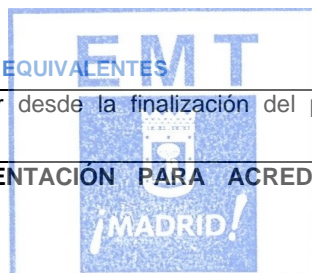 EMT
EQUIVALENTES
desde la finalización del
ENTACIÓN PARA ACRED
¡MADRID!